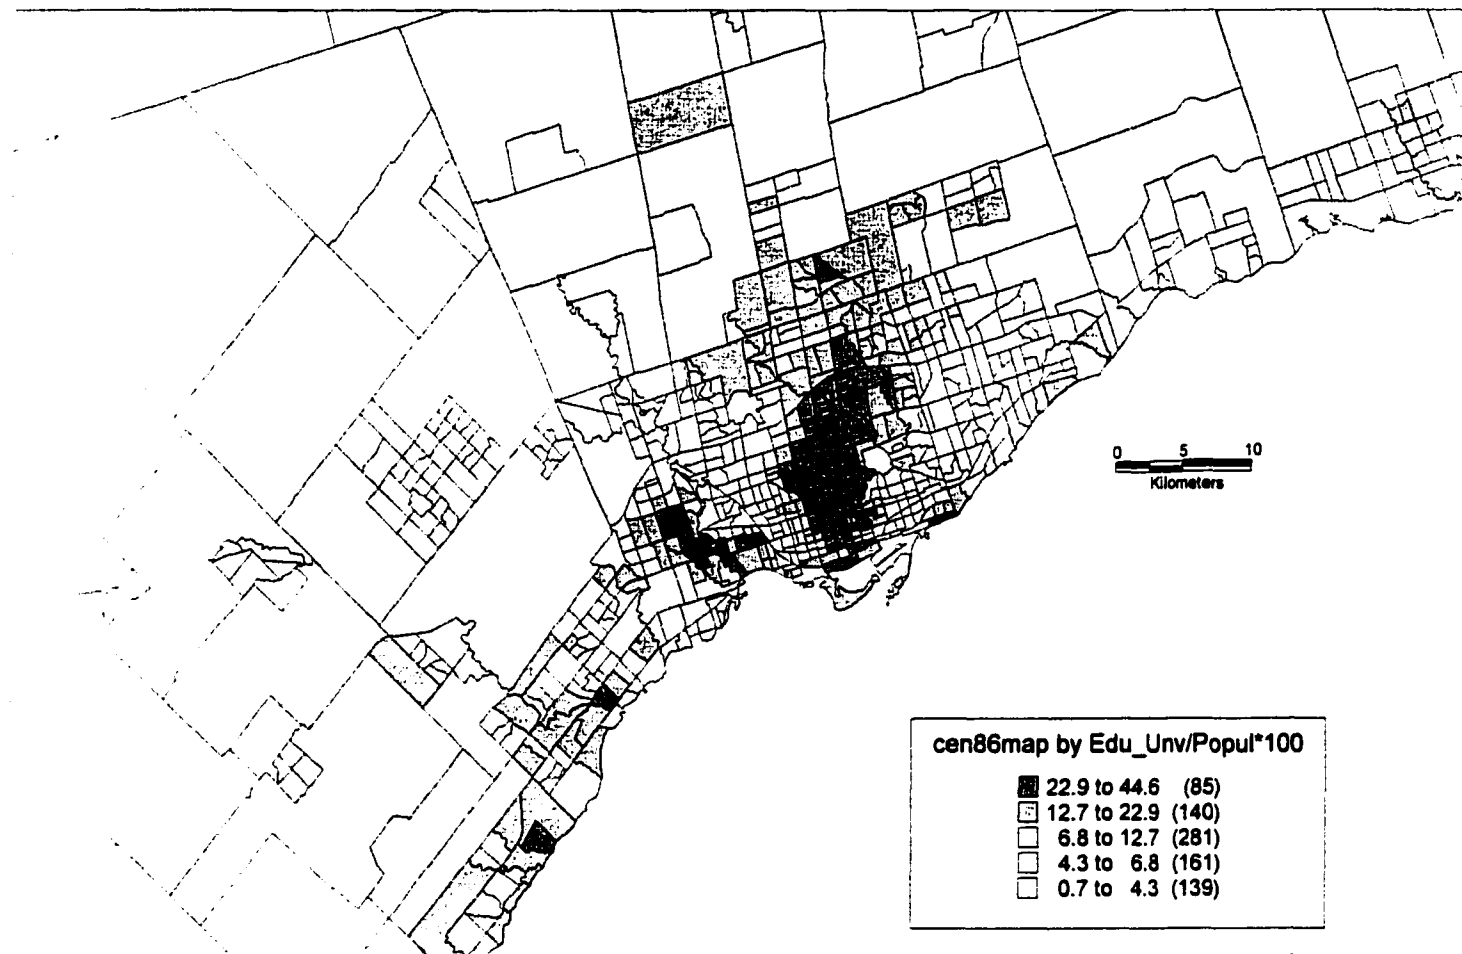 0 5 10
Kilometers
cen86map by Edu_Unv/Popul*100
22.9 to 44.6 (85)
12.7 to 22.9 (140)
6.8 to 12.7 (281)
4.3 to 6.8 (161)
0.7 to 4.3 (139)